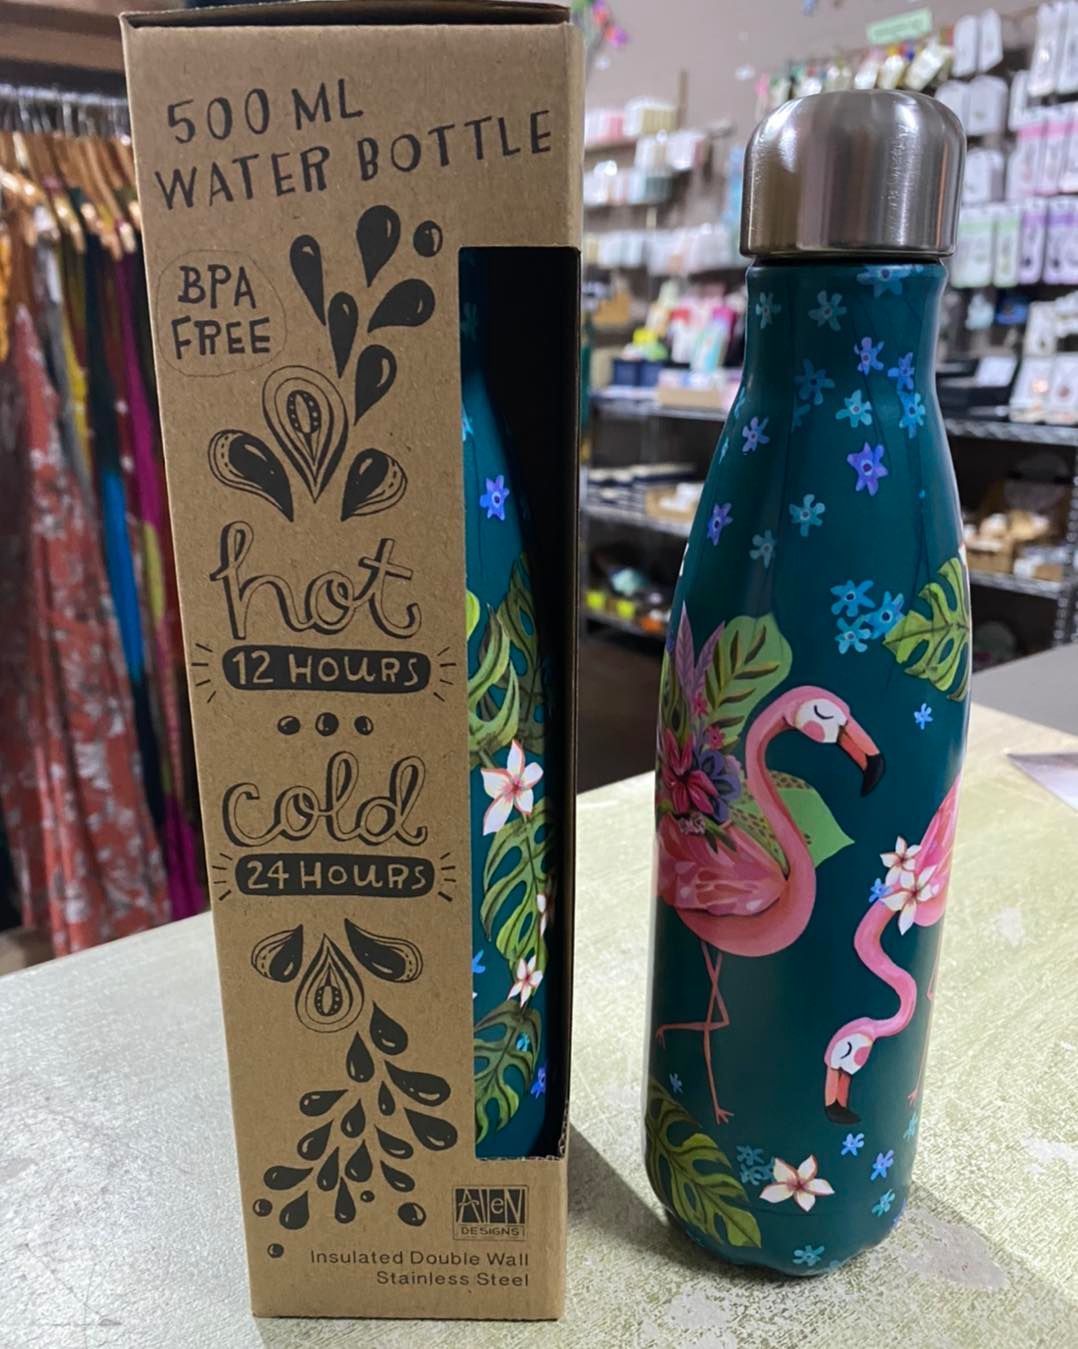 500 ML
WATER BOTTLE
BPA
FREE
hot
12 HOURS
cold
24 HOURS
Allen
DESIGNS
Insulated Double Wall
Stainless Steel